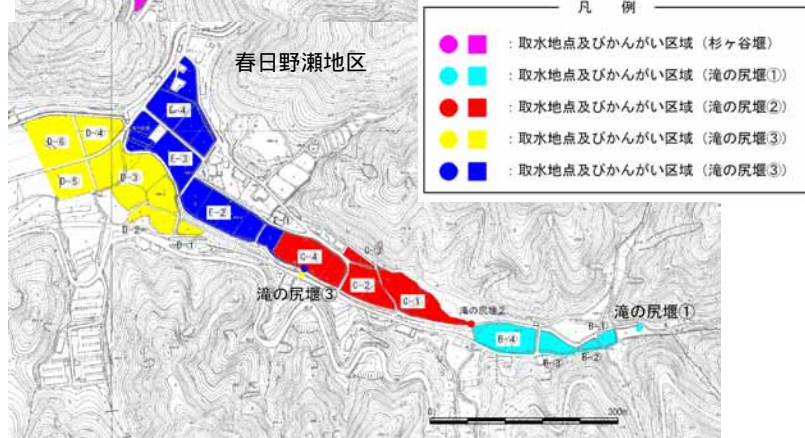 凡 例
：取水地点及びかんがい区域（杉ヶ谷堰）
：取水地点及びかんがい区域（滝の尻堰①）
：取水地点及びかんがい区域（滝の尻堰②）
：取水地点及びかんがい区域（滝の尻堰③）
：取水地点及びかんがい区域（滝の尻堰③）
春日野瀬地区
E-4
D-6
D-4
E-3
D-5
D-3
E-2
E-1
D-2
D-1
C-4
C-3
C-2
C-1
滝の尻堰③
滝の尻堰②
滝の尻堰①
B-1
B-4
B-3
B-2
0
300m